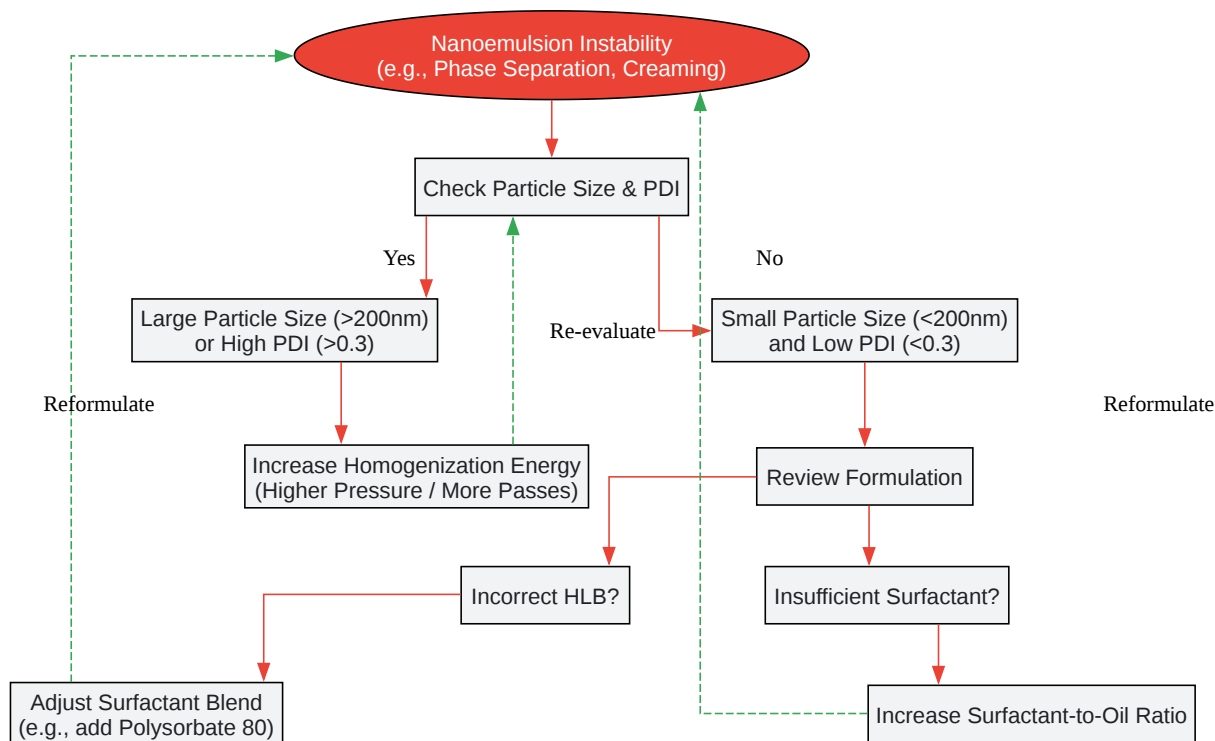 Nanoemulsion Instability
(e.g., Phase Separation, Creaming)
Check Particle Size & PDI
Yes
No
Large Particle Size (>200nm)
or High PDI (>0.3)
Re-evaluate
Small Particle Size (<200nm)
and Low PDI (<0.3)
Reformulate
Reformulate
Increase Homogenization Energy
(Higher Pressure / More Passes)
Review Formulation
Incorrect HLB?
Insufficient Surfactant?
Adjust Surfactant Blend
(e.g., add Polysorbate 80)
Increase Surfactant-to-Oil Ratio